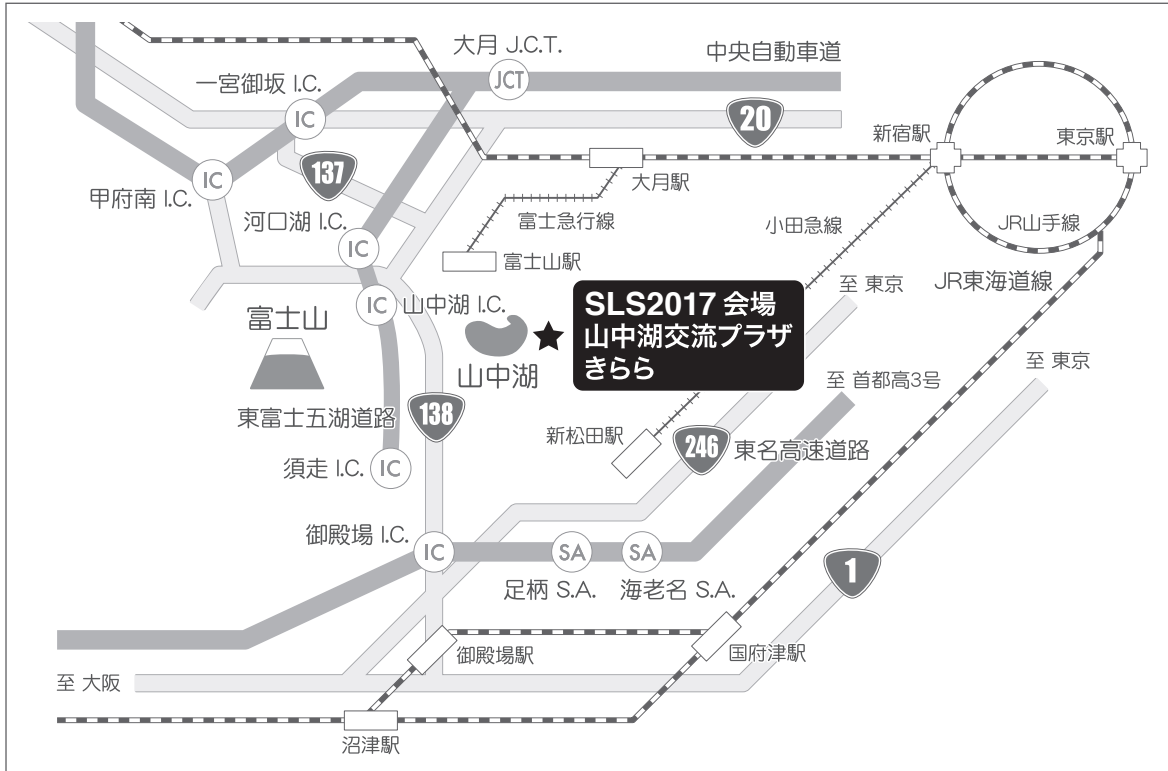 大月 J.C.T.
中央自動車道
一宮御坂 I.C.
JCT
IC
20
新宿駅
東京駅
137
IC
大月駅
甲府南 I.C.
河口湖 I.C.
富士急行線
小田急線
JR山手線
IC
富士山駅
JR東海道線
至 東京
IC
山中湖 I.C.
富士山
SLS2017 会場
山中湖交流プラザ
きらら
山中湖
至 東京
至 首都高3号
東富士五湖道路
138
新松田駅
246
東名高速道路
須走 I.C.
IC
御殿場 I.C.
IC
SA
SA
足柄 S.A.
海老名 S.A.
1
御殿場駅
国府津駅
至 大阪
沼津駅